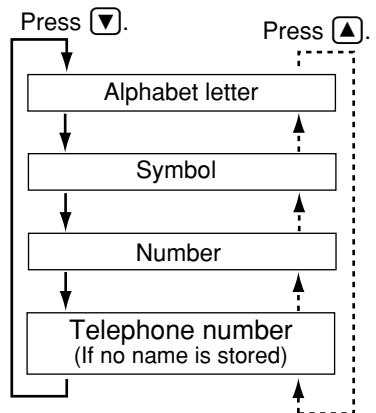 Press ▼.
Press ▲.
Alphabet letter
Symbol
Number
Telephone number
(If no name is stored)